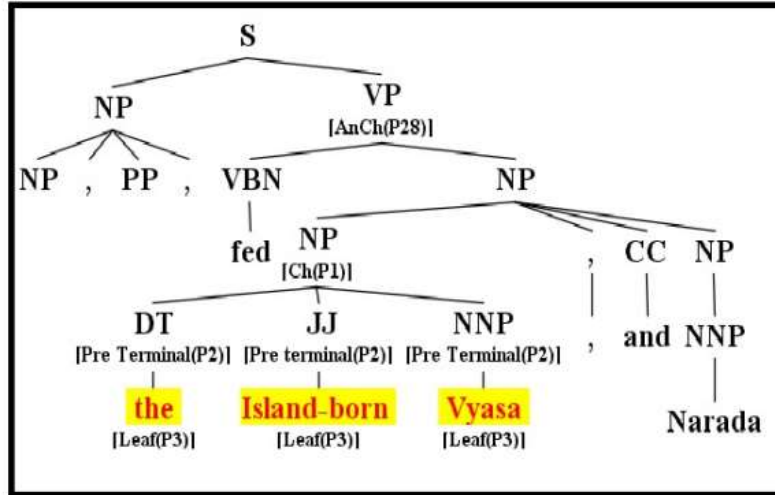 S
NP VP
⌈AnCh(P28)⌉
NP , PP , VBN NP
fed NP , CC NP
⌈Ch(P1)⌉
DT JJ NNP , and NNP
⌈Pre Terminal(P2)⌉ ⌈Pre terminal(P2)⌉ ⌈Pre Terminal(P2)⌉
the Island-born Vyasa Narada
⌈Leaf(P3)⌉ ⌈Leaf(P3)⌉ ⌈Leaf(P3)⌉